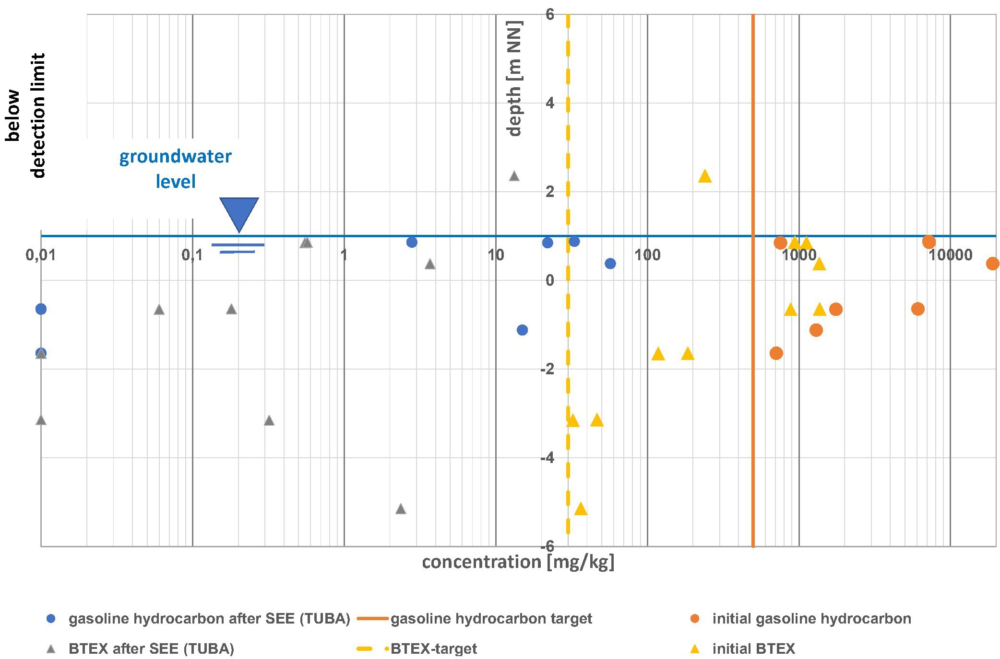 below
detection limit
groundwater
level
depth [m NN]
6
4
2
0
-2
-4
-6
0,01
0,1
1
10
100
1000
10000
concentration [mg/kg]
gasoline hydrocarbon after SEE (TUBA)
gasoline hydrocarbon target
initial gasoline hydrocarbon
BTEX after SEE (TUBA)
BTEX-target
initial BTEX